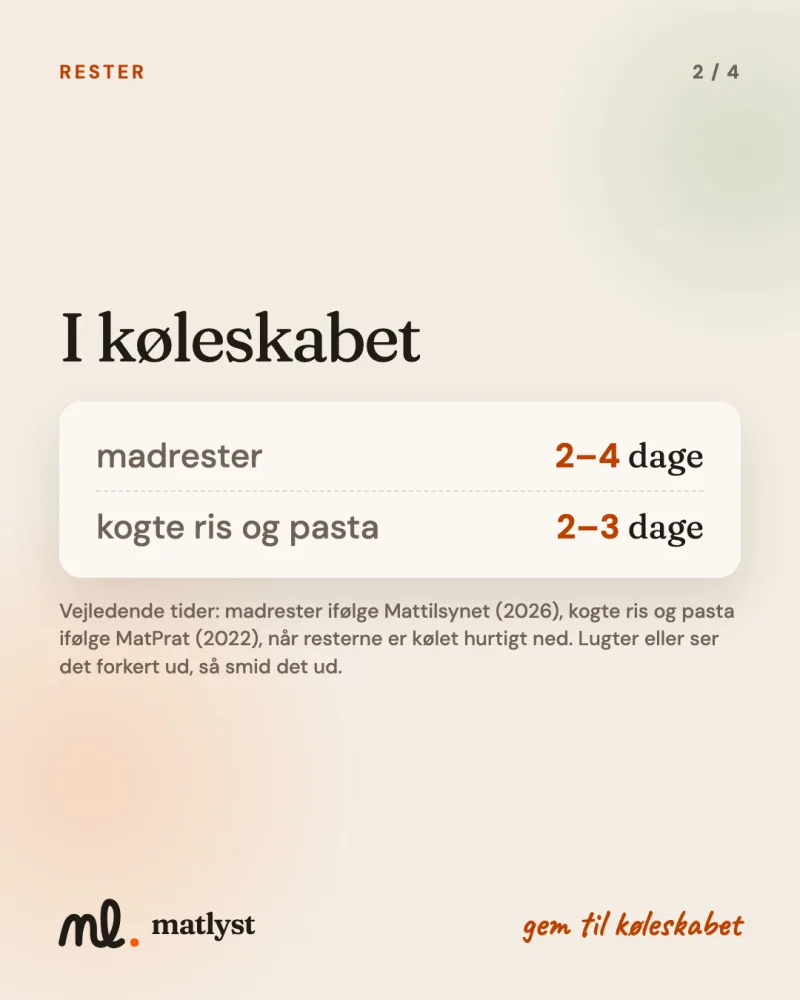 RESTER
2 / 4
I køleskabet
madrester 2–4 dage
kogte ris og pasta 2–3 dage
Vejledende tider: madrester ifølge Mattilsynet (2026), kogte ris og pasta
ifølge MatPrat (2022), når resterne er kølet hurtigt ned. Lugter eller ser
det forkert ud, så smid det ud.
ml. matlyst
gem til køleskabet